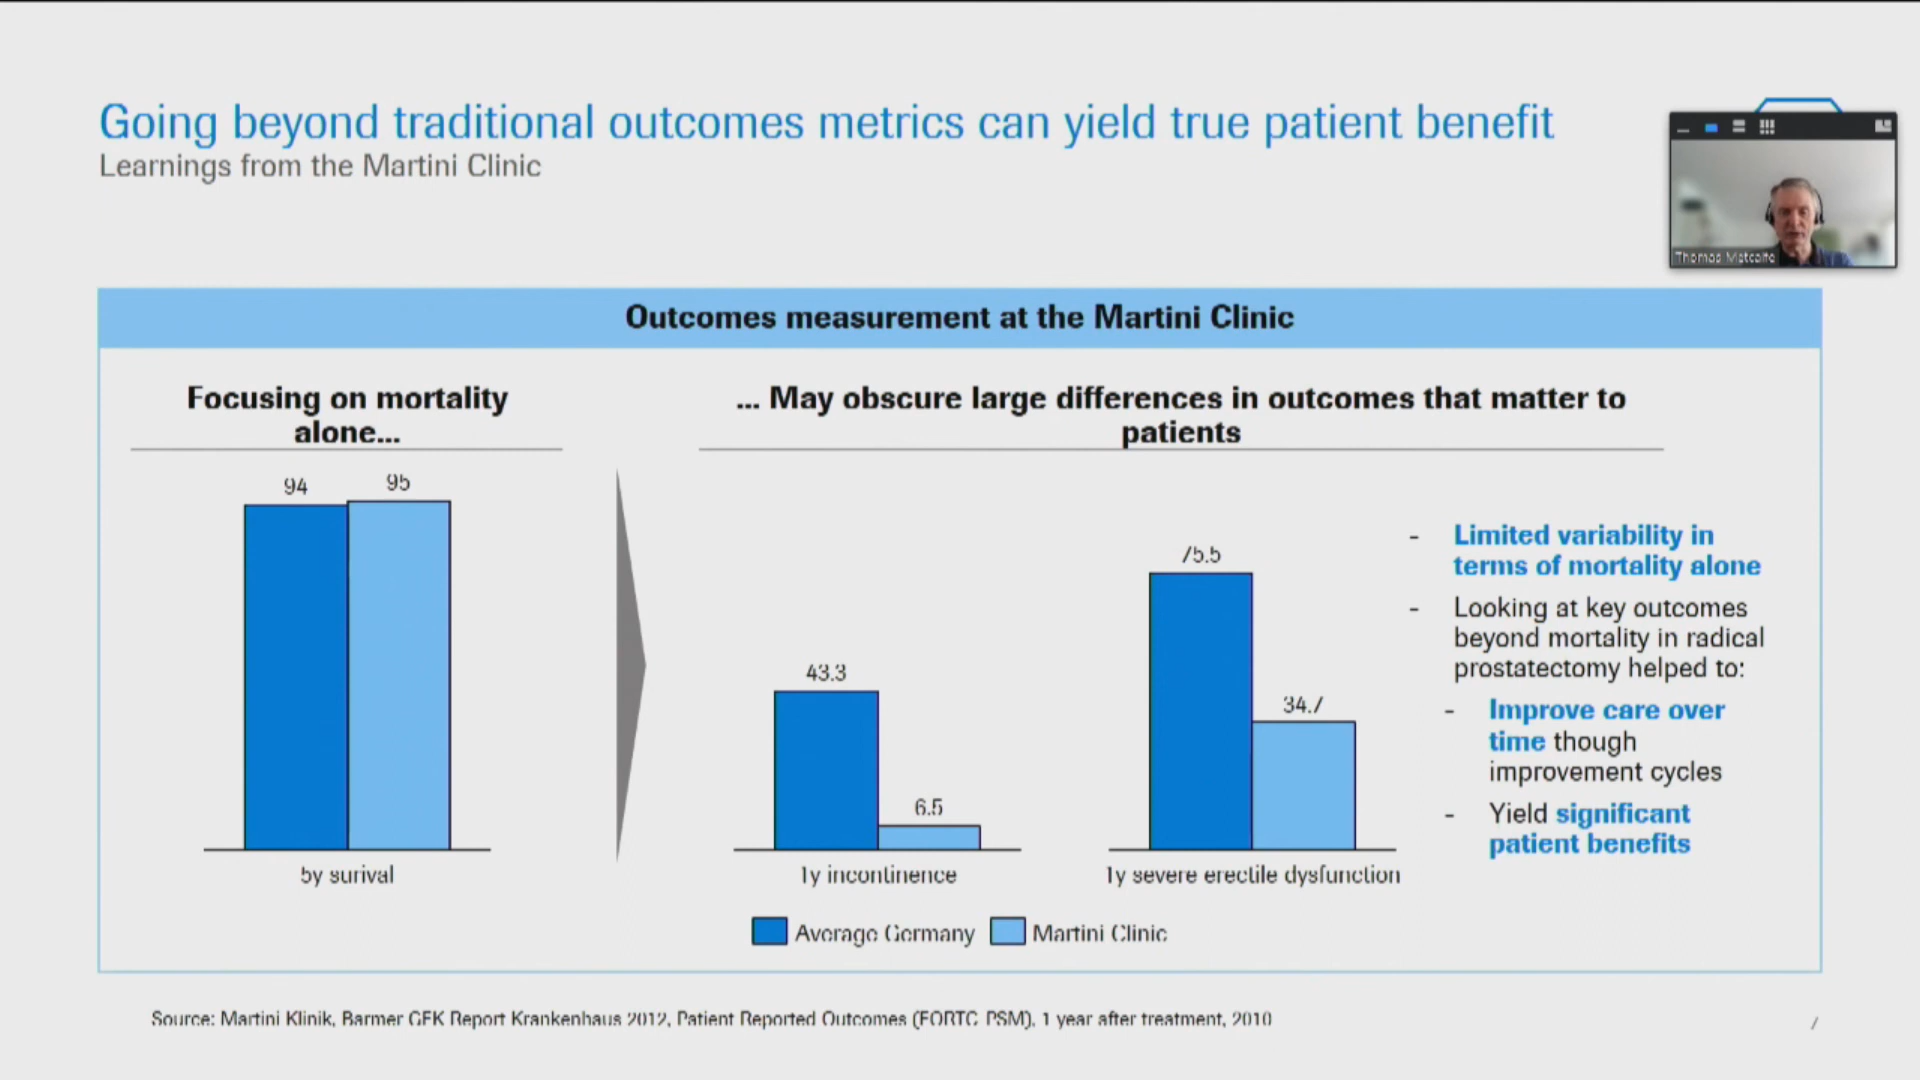 Going beyond traditional outcomes metrics can yield true patient benefit
Learnings from the Martini Clinic
Thomas Metcalfe
Outcomes measurement at the Martini Clinic
Focusing on mortality
alone...
... May obscure large differences in outcomes that matter to
patients
94
95
5y surival
43.3
6.5
1y incontinence
75.5
34.7
1y severe erectile dysfunction
- Limited variability in
terms of mortality alone
- Looking at key outcomes
beyond mortality in radical
prostatectomy helped to:
- Improve care over
time though
improvement cycles
- Yield significant
patient benefits
Average Germany
Martini Clinic
Source: Martini Klinik, Barmer GEK Report Krankenhaus 2012, Patient Reported Outcomes (EORTC PSM), 1 year after treatment, 2010
7